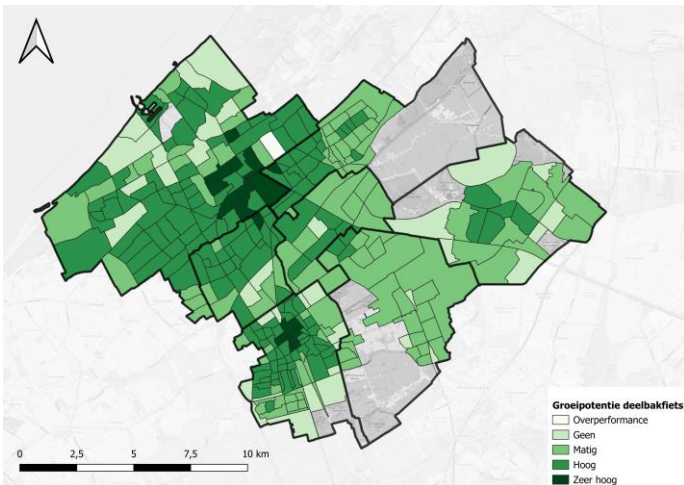 Groeipotentie deelbakfiets
Overperformance
Geen
Matig
Hoog
Zeer hoog
0 2,5 5 7,5 10 km